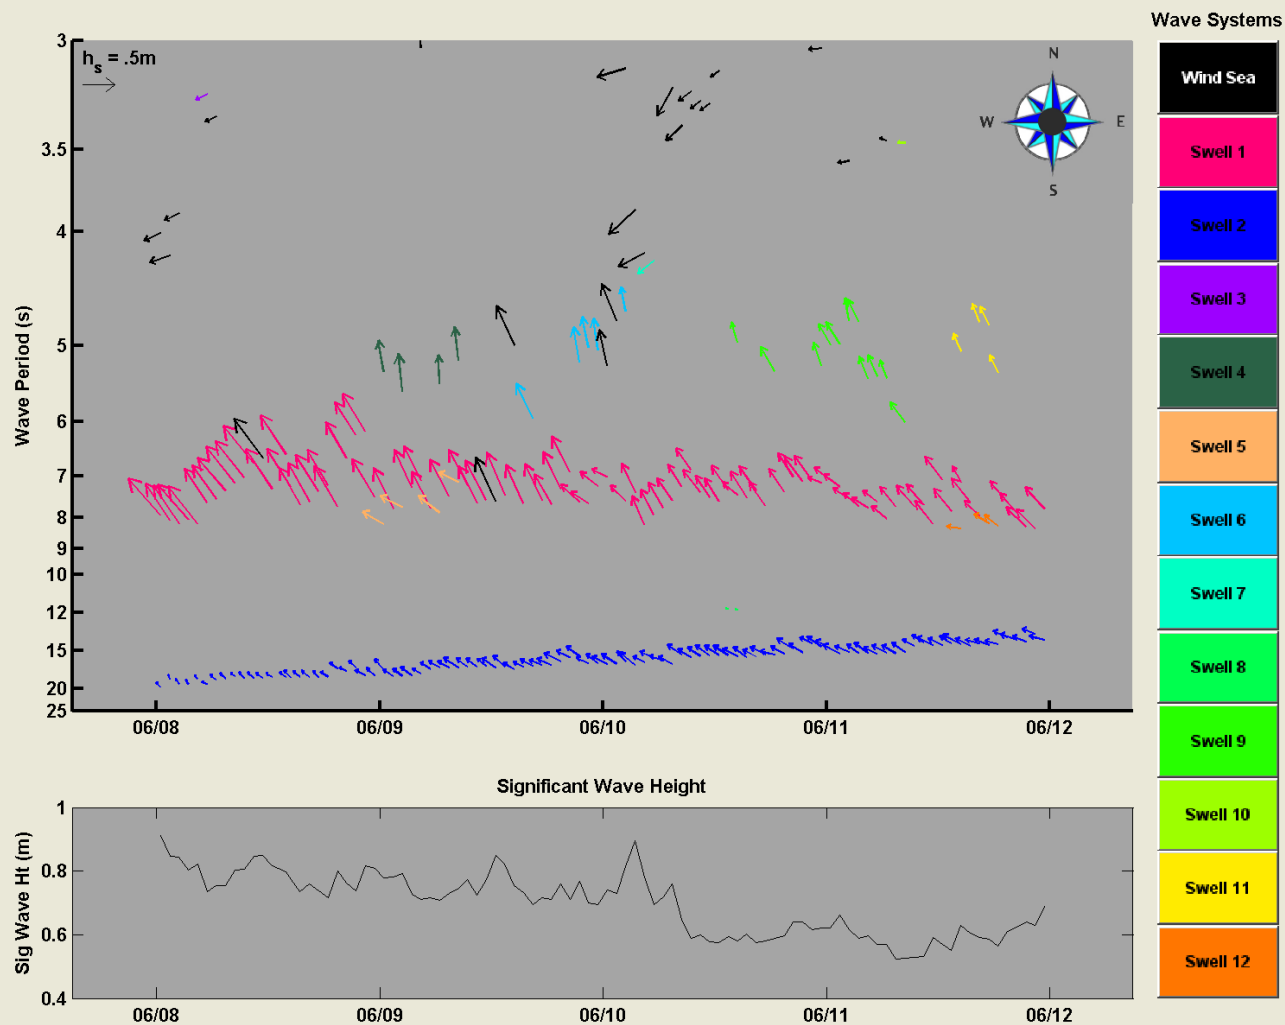 Wave Systems
h_s = .5m
N
W
E
S
Wind Sea
Swell 1
Swell 2
Swell 3
Swell 4
Swell 5
Swell 6
Swell 7
Swell 8
Swell 9
Swell 10
Swell 11
Swell 12
Wave Period (s)
3
3.5
4
5
6
7
8
9
10
12
15
20
25
06/08
06/09
06/10
06/11
06/12
Significant Wave Height
Sig Wave Ht (m)
1
0.8
0.6
0.4
06/08
06/09
06/10
06/11
06/12